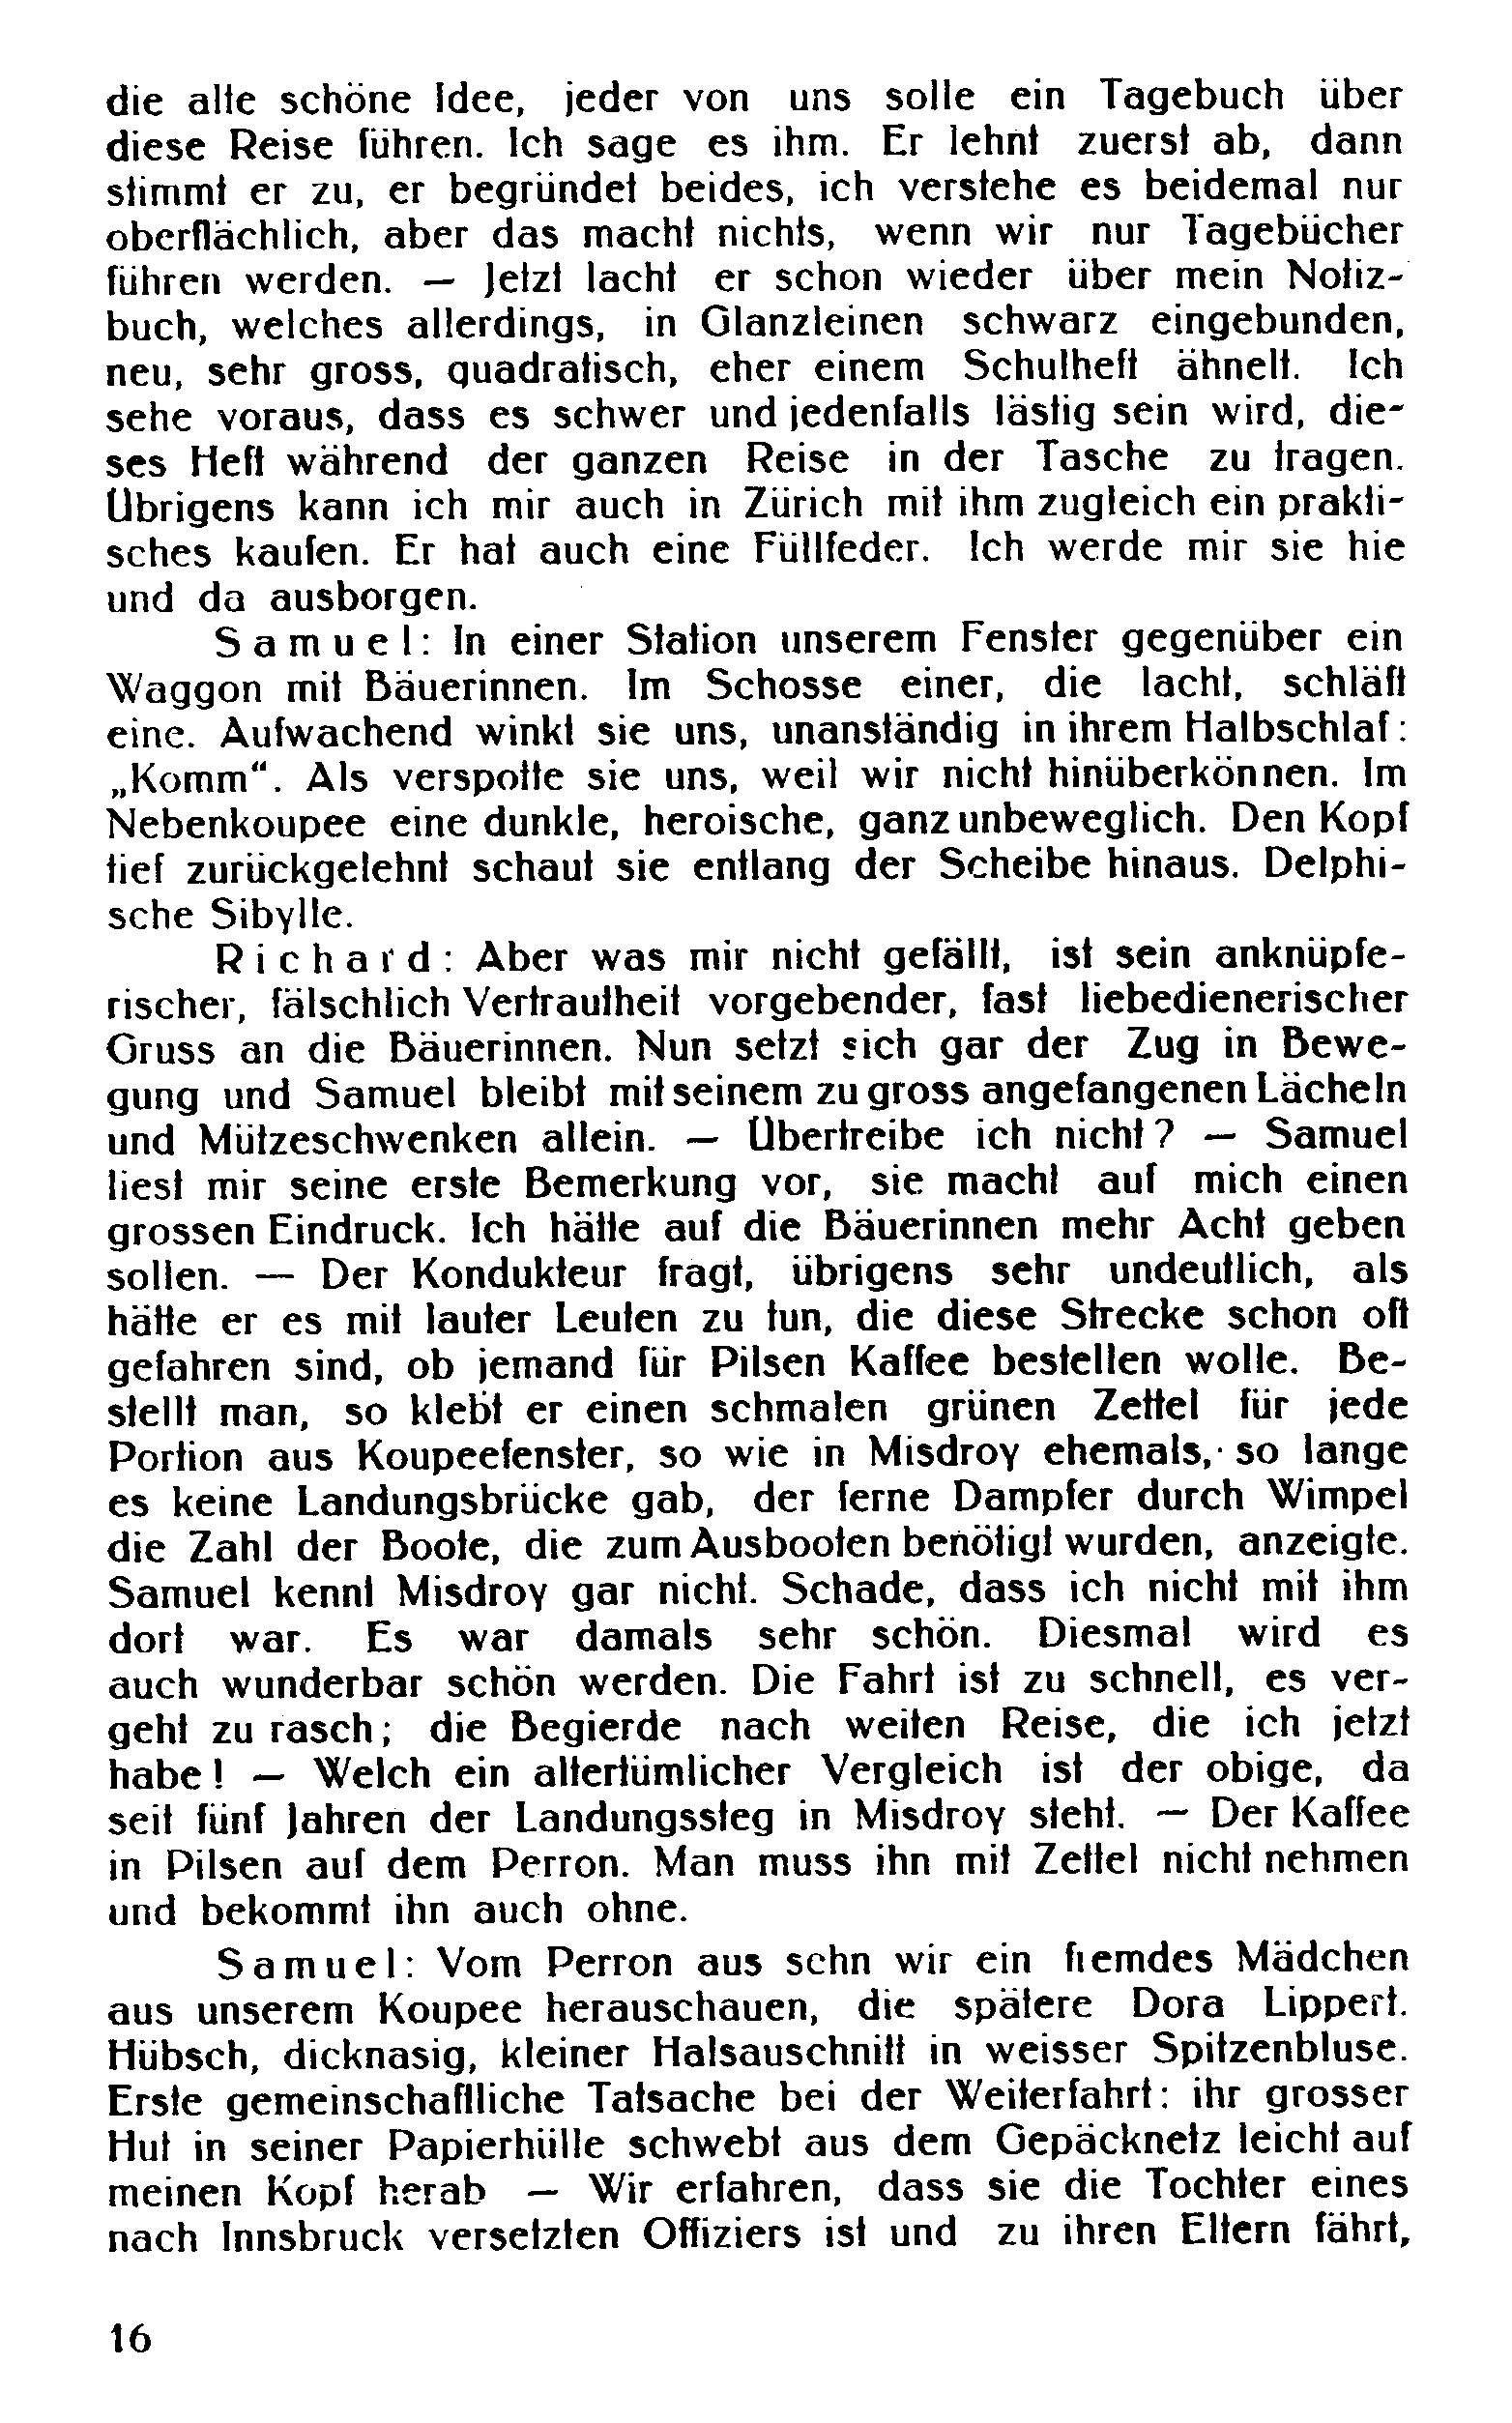 die alte schöne Idee, jeder von uns solle ein Tagebuch über
diese Reise führen. Ich sage es ihm. Er lehnt zuerst ab, dann
stimmt er zu, er begründet beides, ich verstehe es beidemal nur
oberflächlich, aber das macht nichts, wenn wir nur Tagebücher
führen werden. — Jetzt lacht er schon wieder über mein Notiz-
buch, welches allerdings, in Glanzleinen schwarz eingebunden,
neu, sehr gross, quadratisch, eher einem Schulheft ähnelt. Ich
sehe voraus, dass es schwer und jedenfalls lästig sein wird, die-
ses Heft während der ganzen Reise in der Tasche zu tragen.
Übrigens kann ich mir auch in Zürich mit ihm zugleich ein prakti-
sches kaufen. Er hat auch eine Füllfeder. Ich werde mir sie hie
und da ausborgen.
Samuel: In einer Station unserem Fenster gegenüber ein
Waggon mit Bäuerinnen. Im Schosse einer, die lacht, schläft
eine. Aufwachend winkt sie uns, unanständig in ihrem Halbschlaf:
„Komm“. Als verspotte sie uns, weil wir nicht hinüberkönnen. Im
Nebenkoupee eine dunkle, heroische, ganz unbeweglich. Den Kopf
tief zurückgelehnt schaut sie entlang der Scheibe hinaus. Delphi-
sche Sibylle.
Richard: Aber was mir nicht gefällt, ist sein anknüpfe-
rischer, fälschlich Vertrautheit vorgebender, fast liebedienerischer
Gruss an die Bäuerinnen. Nun setzt sich gar der Zug in Bewe-
gung und Samuel bleibt mit seinem zu gross angefangenen Lächeln
und Mützeschwenken allein. — Übertreibe ich nicht? — Samuel
liest mir seine erste Bemerkung vor, sie macht auf mich einen
grossen Eindruck. Ich hätte auf die Bäuerinnen mehr Acht geben
sollen. — Der Kondukteur fragt, übrigens sehr undeutlich, als
hätte er es mit lauter Leuten zu tun, die diese Strecke schon oft
gefahren sind, ob jemand für Pilsen Kaffee bestellen wolle. Be-
stellt man, so klebt er einen schmalen grünen Zettel für jede
Portion aus Koupeefenster, so wie in Misdroy ehemals, so lange
es keine Landungsbrücke gab, der ferne Dampfer durch Wimpel
die Zahl der Boote, die zum Ausbooten benötigt wurden, anzeigte.
Samuel kennt Misdroy gar nicht. Schade, dass ich nicht mit ihm
dort war. Es war damals sehr schön. Diesmal wird es
auch wunderbar schön werden. Die Fahrt ist zu schnell, es ver-
geht zu rasch; die Begierde nach weiten Reise, die ich jetzt
habe! — Welch ein altertümlicher Vergleich ist der obige, da
seit fünf Jahren der Landungssteg in Misdroy steht. — Der Kaffee
in Pilsen auf dem Perron. Man muss ihn mit Zettel nicht nehmen
und bekommt ihn auch ohne.
Samuel: Vom Perron aus sehn wir ein fremdes Mädchen
aus unserem Koupee herauschauen, die spätere Dora Lippert.
Hübsch, dicknasig, kleiner Halsauschnitt in weisser Spitzenbluse.
Erste gemeinschaftliche Tatsache bei der Weiterfahrt: ihr grosser
Hut in seiner Papierhülle schwebt aus dem Gepäcknetz leicht auf
meinen Kopf herab — Wir erfahren, dass sie die Tochter eines
nach Innsbruck versetzten Offiziers ist und zu ihren Eltern fährt,
16